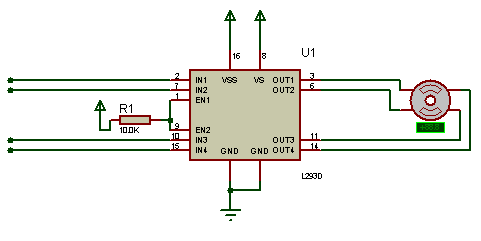 U1
16 8
VSS VS
2 IN1 OUT1 3
7 IN2 OUT2 6
1 EN1
R1
10.0K
9 EN2
10 IN3 OUT3 11
15 IN4 OUT4 14
GND GND
L293D